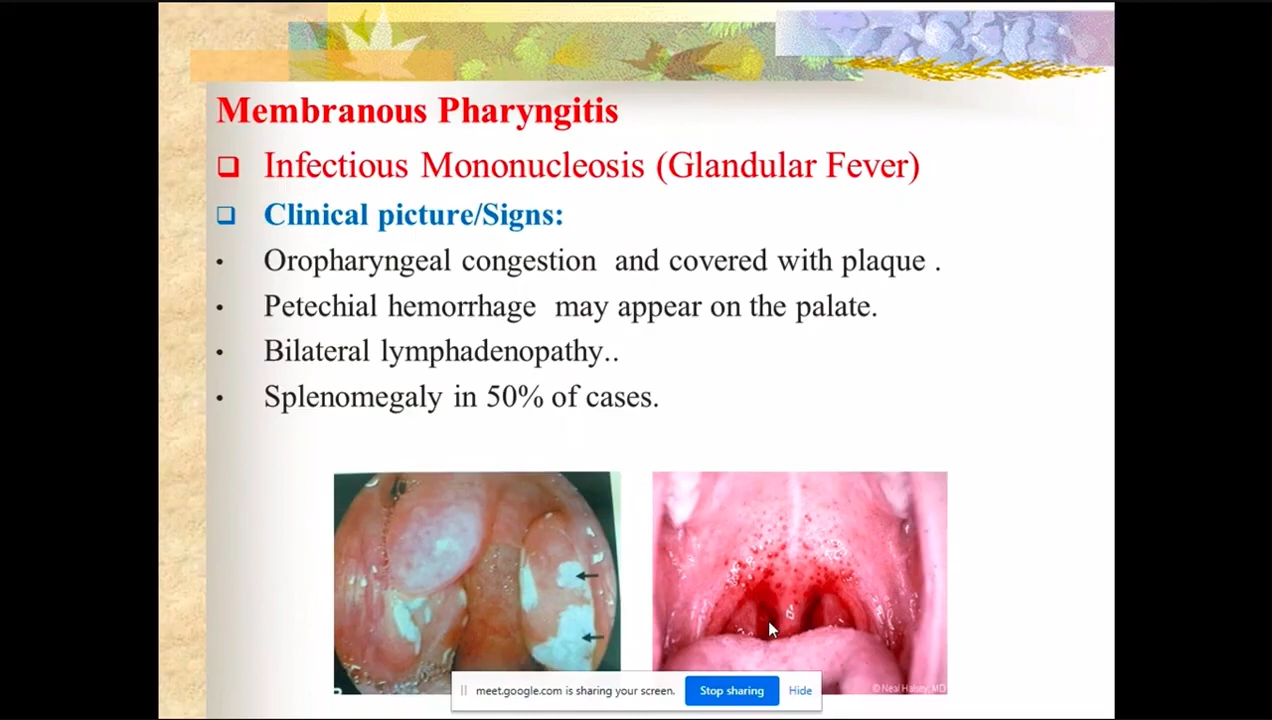 Membranous Pharyngitis
Infectious Mononucleosis (Glandular Fever)
Clinical picture/Signs:
Oropharyngeal congestion and covered with plaque .
Petechial hemorrhage may appear on the palate.
Bilateral lymphadenopathy..
Splenomegaly in 50% of cases.
© Neal Halsey, MD
meet.google.com is sharing your screen. Stop sharing Hide